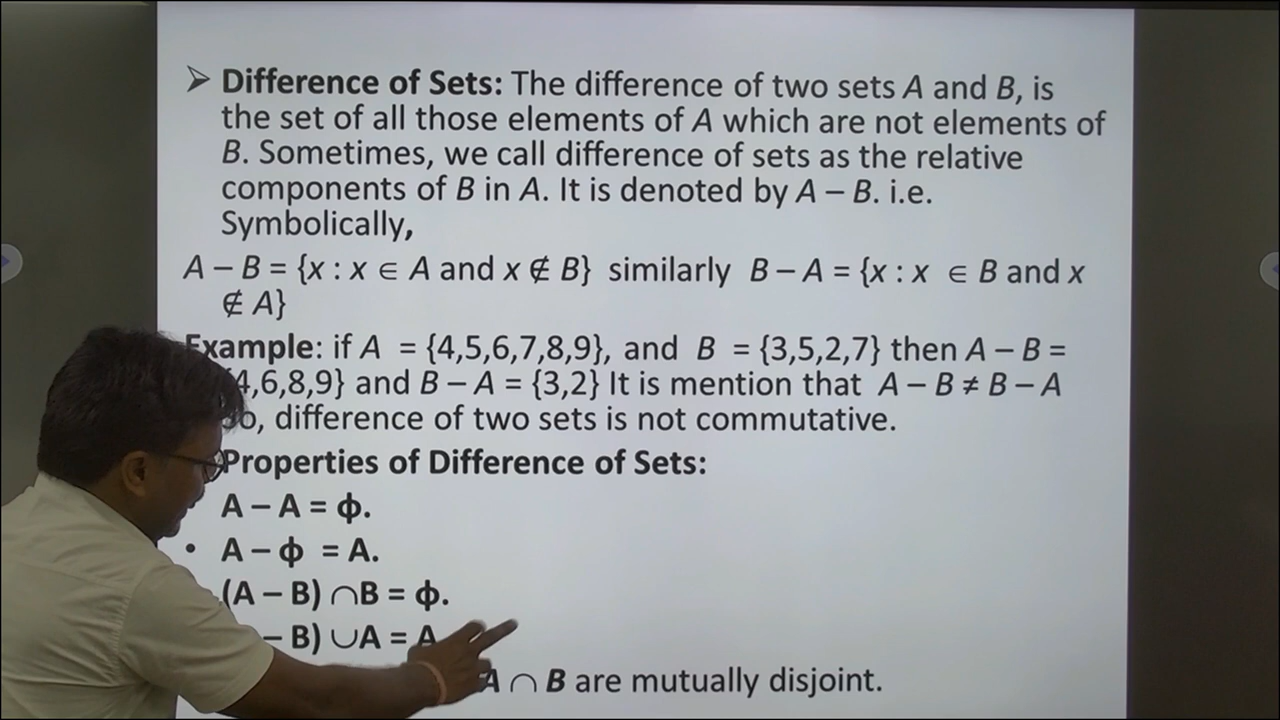 ➢ Difference of Sets: The difference of two sets A and B, is
the set of all those elements of A which are not elements of
B. Sometimes, we call difference of sets as the relative
components of B in A. It is denoted by A – B. i.e.
Symbolically,
A – B = {x : x ∈ A and x ∉ B} similarly B – A = {x : x ∈ B and x
∉ A}
Example: if A = {4,5,6,7,8,9}, and B = {3,5,2,7} then A – B =
4,6,8,9} and B – A = {3,2} It is mention that A – B ≠ B – A
difference of two sets is not commutative.
Properties of Difference of Sets:
A – A = ϕ.
• A – ϕ = A.
(A – B) ∩B = ϕ.
– B) ∪A = A
A ∩ B are mutually disjoint.